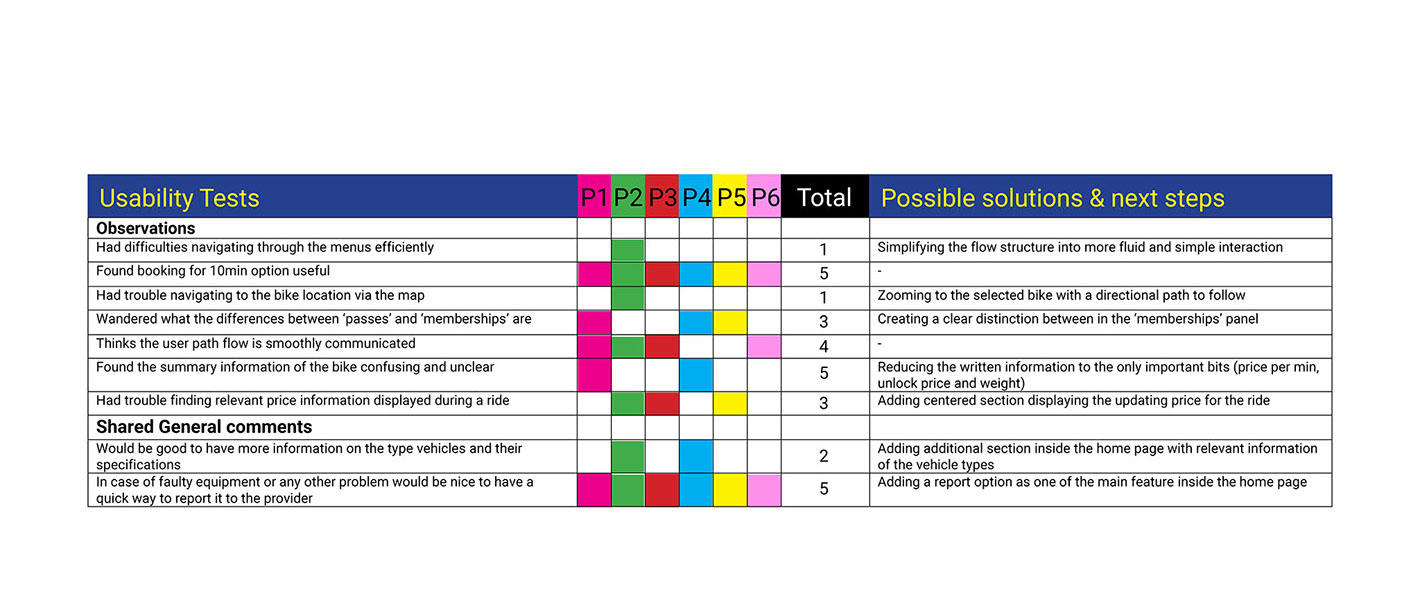 Usability Tests P1 P2 P3 P4 P5 P6 Total Possible solutions & next steps
Observations
Had difficulties navigating through the menus efficiently 1 Simplifying the flow structure into more fluid and simple interaction
Found booking for 10min option useful 5 -
Had trouble navigating to the bike location via the map 1 Zooming to the selected bike with a directional path to follow
Wandered what the differences between ‘passes’ and ‘memberships’ are 3 Creating a clear distinction between in the ‘memberships’ panel
Thinks the user path flow is smoothly communicated 4 -
Found the summary information of the bike confusing and unclear 5 Reducing the written information to the only important bits (price per min,
unlock price and weight)
Had trouble finding relevant price information displayed during a ride 3 Adding centered section displaying the updating price for the ride
Shared General comments
Would be good to have more information on the type vehicles and their
specifications
2
Adding additional section inside the home page with relevant information
of the vehicle types
In case of faulty equipment or any other problem would be nice to have a
quick way to report it to the provider
5
Adding a report option as one of the main feature inside the home page